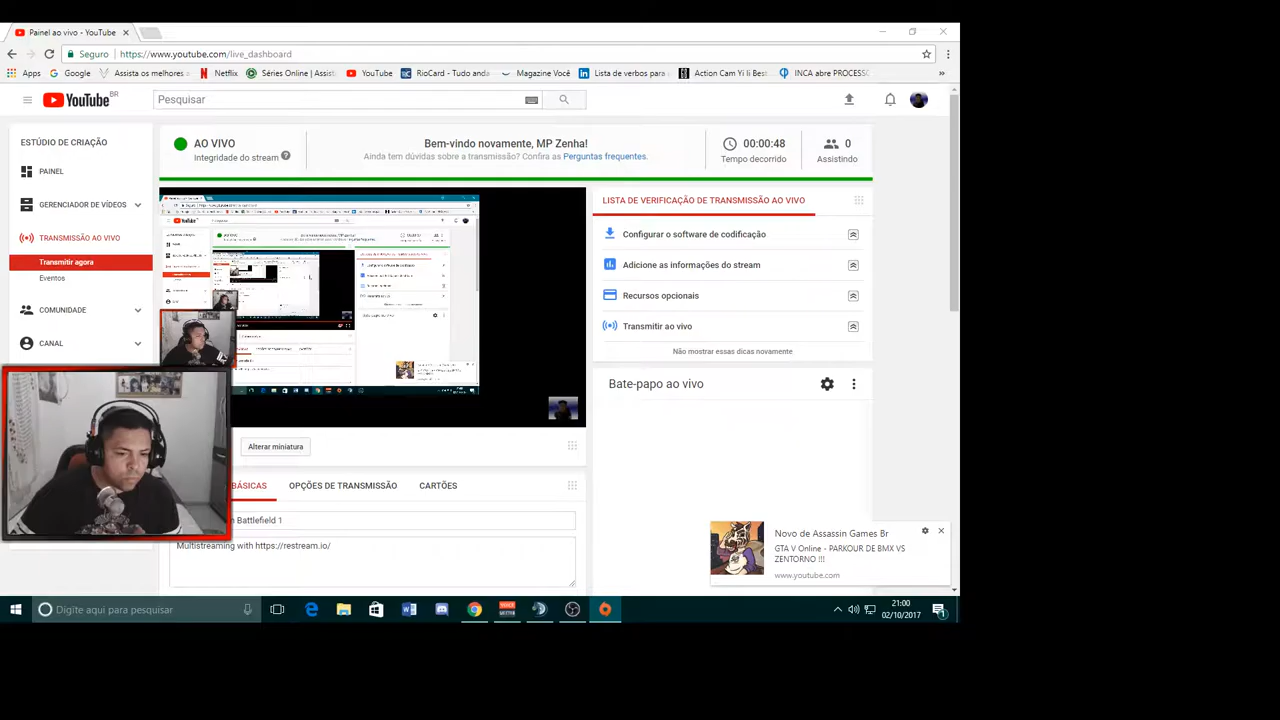 Painel ao vivo - YouTube
Seguro
https://www.youtube.com/live_dashboard
Apps
Google
Assista os melhores
Netflix
Séries Online | Assist
YouTube
RioCard - Tudo anda
Magazine Você
Lista de verbos para
Action Cam Yi li Best
INCA abre PROCESSO
YouTube BR
Pesquisar
ESTÚDIO DE CRIAÇÃO
PAINEL
GERENCIADOR DE VÍDEOS
TRANSMISSÃO AO VIVO
Transmitir agora
Eventos
COMUNIDADE
CANAL
AO VIVO
Integridade do stream
Bem-vindo novamente, MP Zenha!
Ainda tem dúvidas sobre a transmissão? Confira as Perguntas frequentes.
00:00:48
Tempo decorrido
0
Assistindo
LISTA DE VERIFICAÇÃO DE TRANSMISSÃO AO VIVO
Configurar o software de codificação
Adicione as informações do stream
Recursos opcionais
Transmitir ao vivo
Não mostrar essas dicas novamente
Bate-papo ao vivo
Alterar miniatura
BÁSICAS
OPÇÕES DE TRANSMISSÃO
CARTÕES
Battlefield 1
Multistreaming with https://restream.io/
Novo de Assassin Games Br
GTA V Online - PARKOUR DE BMX VS
ZENTORNO !!!
www.youtube.com
Digite aqui para pesquisar
21:00
02/10/2017